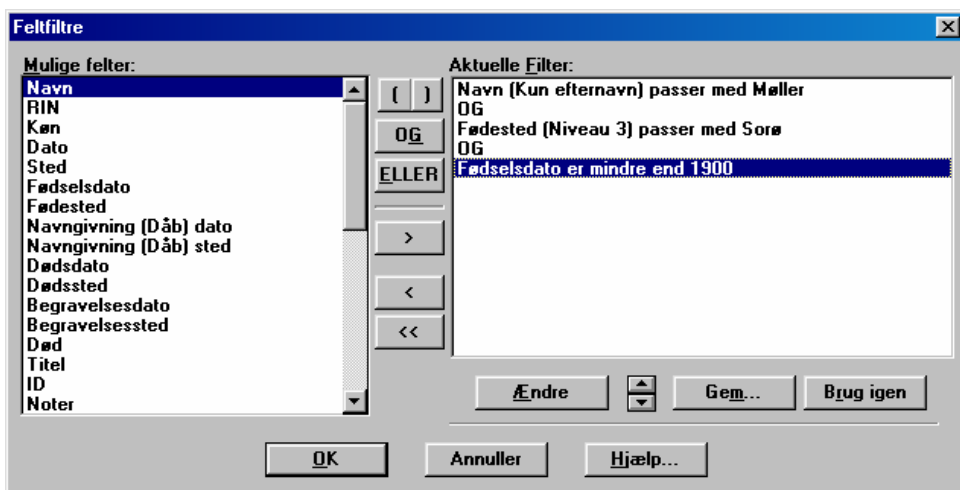 Feltfiltre
Mulige felter:
Navn
RIN
Køn
Dato
Sted
Fødselsdato
Fødested
Navngivning (Dåb) dato
Navngivning (Dåb) sted
Dødsdato
Dødssted
Begravelsesdato
Begravelsessted
Død
Titel
ID
Noter
( )
OG
ELLER
>
<
<<
Aktuelle Filter:
Navn (Kun efternavn) passer med Møller
OG
Fødested (Niveau 3) passer med Sorø
OG
Fødselsdato er mindre end 1900
Ændre Gem... Brug igen
OK Annuller Hjælp...